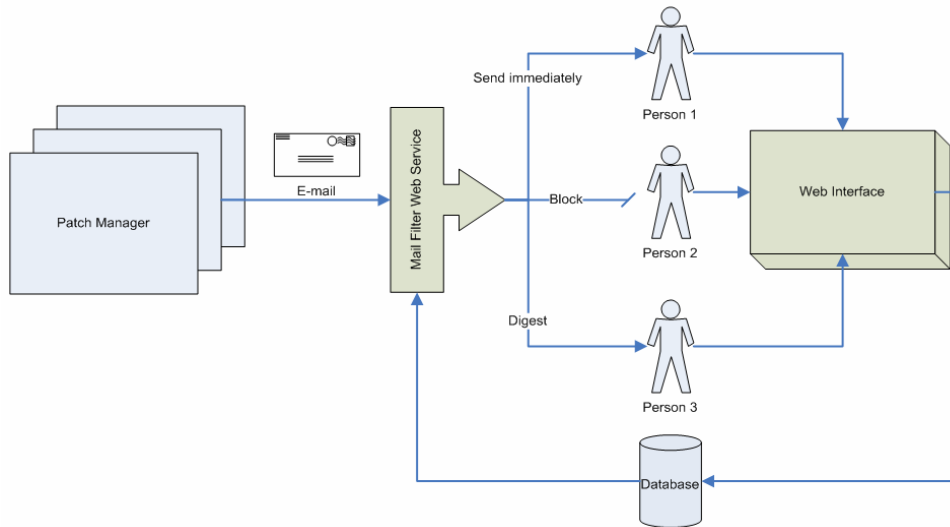 Send immediately
Person 1
E-mail
Patch Manager
Mail Filter Web Service
Block
Person 2
Web Interface
Digest
Person 3
Database